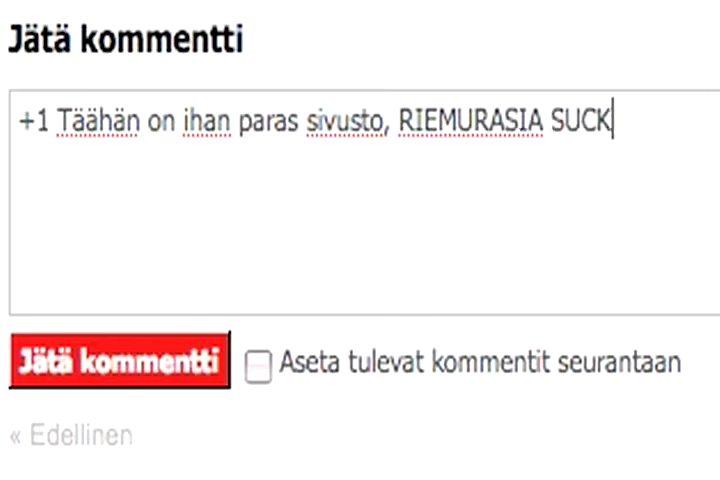 Jätä kommentti
+1 Täähän on ihan paras sivusto, RIEMURASIA SUCK
Jätä kommentti
Aseta tulevat kommentit seurantaan
« Edellinen